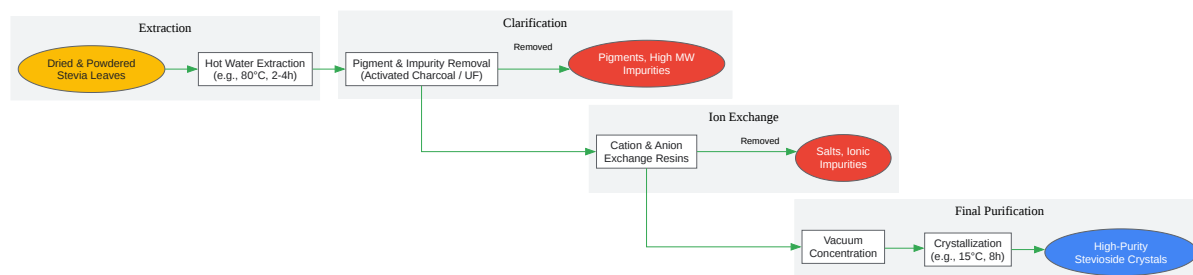 Extraction
Dried & Powdered
Stevia Leaves
Hot Water Extraction
(e.g., 80°C, 2-4h)
Clarification
Pigment & Impurity Removal
(Activated Charcoal / UF)
Removed
Pigments, High MW
Impurities
Ion Exchange
Cation & Anion
Exchange Resins
Removed
Salts, Ionic
Impurities
Final Purification
Vacuum
Concentration
Crystallization
(e.g., 15°C, 8h)
High-Purity
Stevioside Crystals